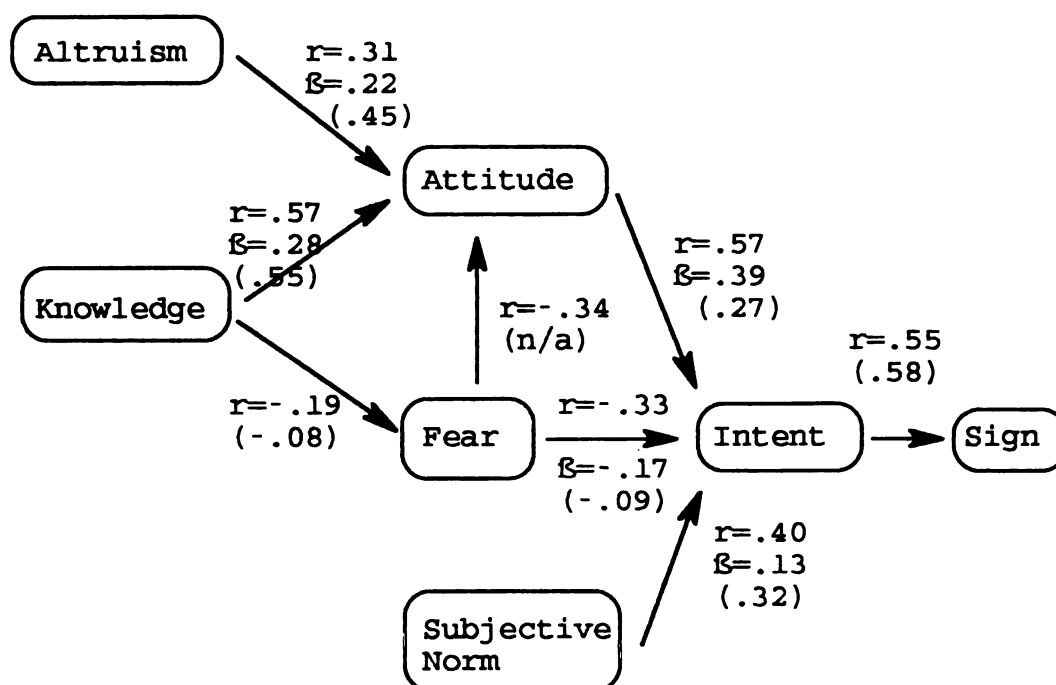 Altruism
r=.31
ß=.22
(.45)
Attitude
r=.57
ß=.28
(.55)
r=.57
ß=.39
(.27)
Knowledge
r=-.34
(n/a)
r=.55
(.58)
r=-.19
(-.08)
Fear
r=-.33
ß=-.17
(-.09)
Intent
Sign
r=.40
ß=.13
(.32)
Subjective
Norm